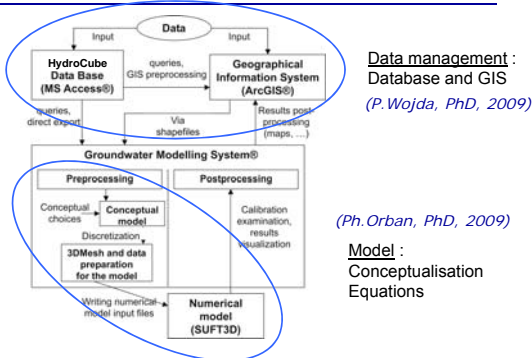 Data
Input
Input
HydroCube
Data Base
(MS Access®)
queries,
GIS preprocessing
Geographical
Information System
(ArcGIS®)
queries,
direct export
Via
shapefiles
Results post-
processing
(maps, ...)
Groundwater Modelling System®
Preprocessing
Postprocessing
Conceptual
choices
Conceptual
model
Discretization
3DMesh and data
preparation
for the model
Calibration
examination,
results
visualization
Writing numerical
model input files
Numerical
model
(SUFT3D)
Data management :
Database and GIS
(P.Wojda, PhD, 2009)
(Ph.Orban, PhD, 2009)
Model :
Conceptualisation
Equations